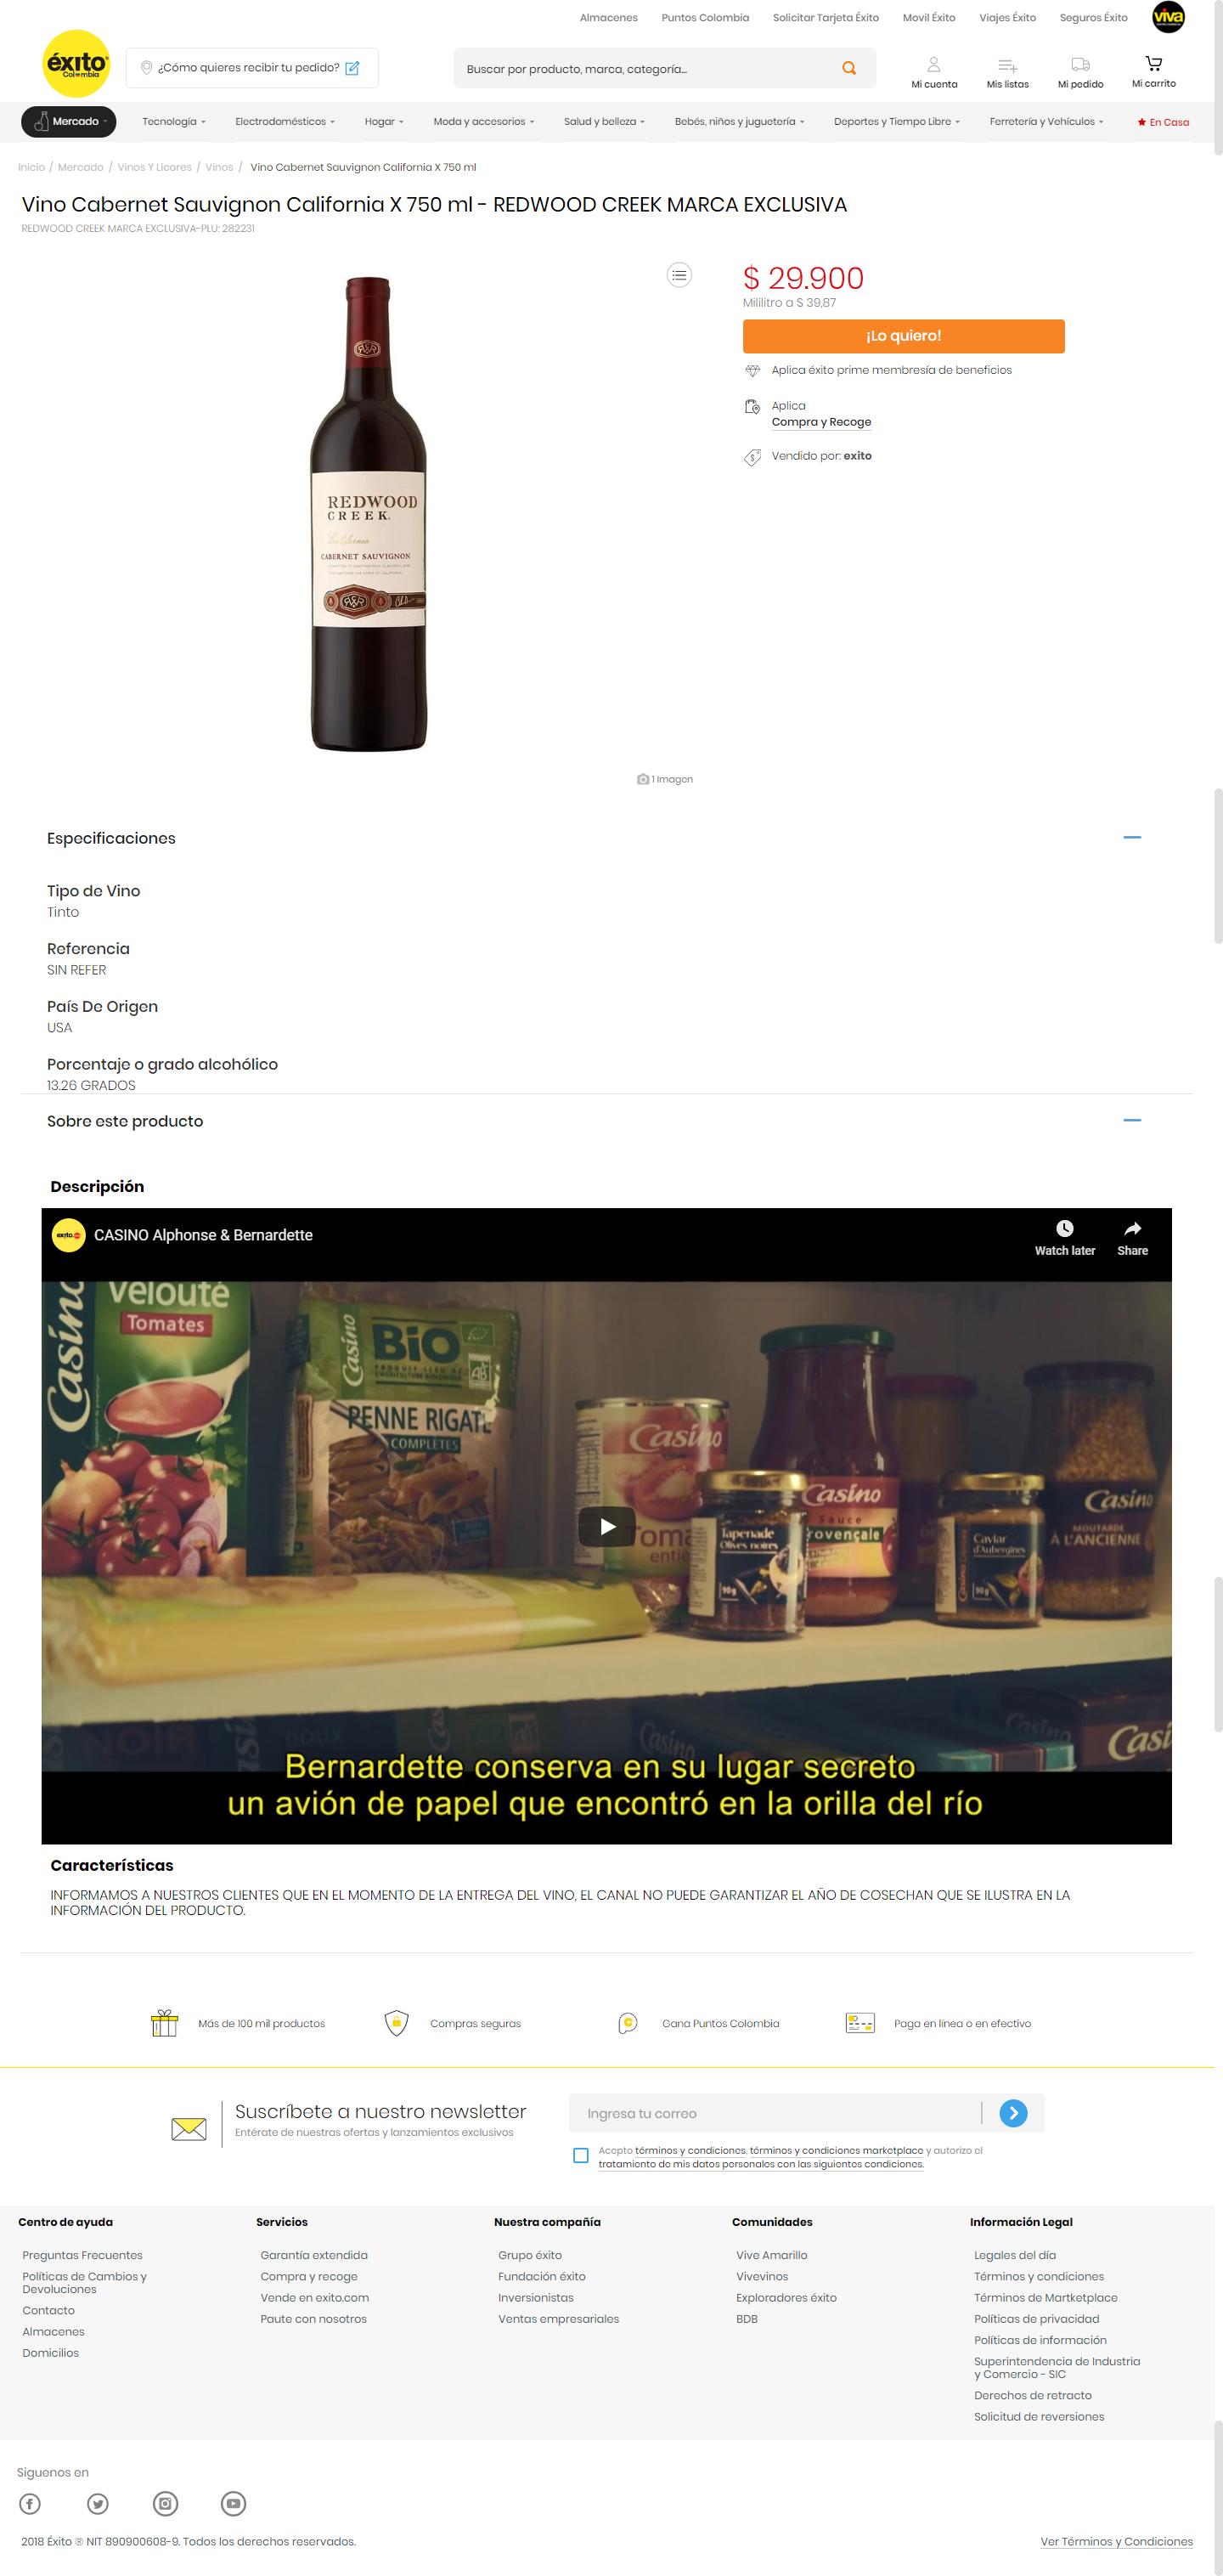 Almacenes Puntos Colombia Solicitar Tarjeta Éxito Movil Éxito Viajes Éxito Seguros Éxito viva
éxito
Colombia
¿Cómo quieres recibir tu pedido?
Buscar por producto, marca, categoría...
Mi cuenta Mis listas Mi pedido Mi carrito
Mercado Tecnología Electrodomésticos Hogar Moda y accesorios Salud y belleza Bebés, niños y juguetería Deportes y Tiempo Libre Ferretería y Vehículos En Casa
Inicio / Mercado / Vinos Y Licores / Vinos / Vino Cabernet Sauvignon California X 750 ml
Vino Cabernet Sauvignon California X 750 ml - REDWOOD CREEK MARCA EXCLUSIVA
REDWOOD CREEK MARCA EXCLUSIVA-PLU: 282231
$ 29.900
Mililitro a $ 39,87
¡Lo quiero!
Aplica éxito prime membresía de beneficios
Aplica
Compra y Recoge
Vendido por: exito
REDWOOD
CREEK.
California
CABERNET SAUVIGNON
1 Imagen
Especificaciones
Tipo de Vino
Tinto
Referencia
SIN REFER
País De Origen
USA
Porcentaje o grado alcohólico
13.26 GRADOS
Sobre este producto
Descripción
CASINO Alphonse & Bernardette
Watch later Share
Velouté
Tomates
Casino
Casino
BIO
PENNE RIGATE
COMPLÈTES
Casino
Casino
Sauce
Provençale
Tapenade
Olives noires
90g
Caviar
d'Aubergines
90g
Casino
MOUTARDE
À L'ANCIENNE
Casi
Bernardette conserva en su lugar secreto
un avión de papel que encontró en la orilla del río
Características
INFORMAMOS A NUESTROS CLIENTES QUE EN EL MOMENTO DE LA ENTREGA DEL VINO, EL CANAL NO PUEDE GARANTIZAR EL AÑO DE COSECHAN QUE SE ILUSTRA EN LA
INFORMACIÓN DEL PRODUCTO.
Más de 100 mil productos Compras seguras Gana Puntos Colombia Paga en línea o en efectivo
Suscríbete a nuestro newsletter
Entérate de nuestras ofertas y lanzamientos exclusivos
Ingresa tu correo
Acepto términos y condiciones, términos y condiciones marketplace y autorizo el
tratamiento de mis datos personales con las siguientes condiciones.
Centro de ayuda
Preguntas Frecuentes
Políticas de Cambios y
Devoluciones
Contacto
Almacenes
Domicilios
Servicios
Garantía extendida
Compra y recoge
Vende en exito.com
Paute con nosotros
Nuestra compañía
Grupo éxito
Fundación éxito
Inversionistas
Ventas empresariales
Comunidades
Vive Amarillo
Vivevinos
Exploradores éxito
BDB
Información Legal
Legales del día
Términos y condiciones
Términos de Martketplace
Políticas de privacidad
Políticas de información
Superintendencia de Industria
y Comercio - SIC
Derechos de retracto
Solicitud de reversiones
Siguenos en
2018 Éxito ® NIT 890900608-9. Todos los derechos reservados.
Ver Términos y Condiciones